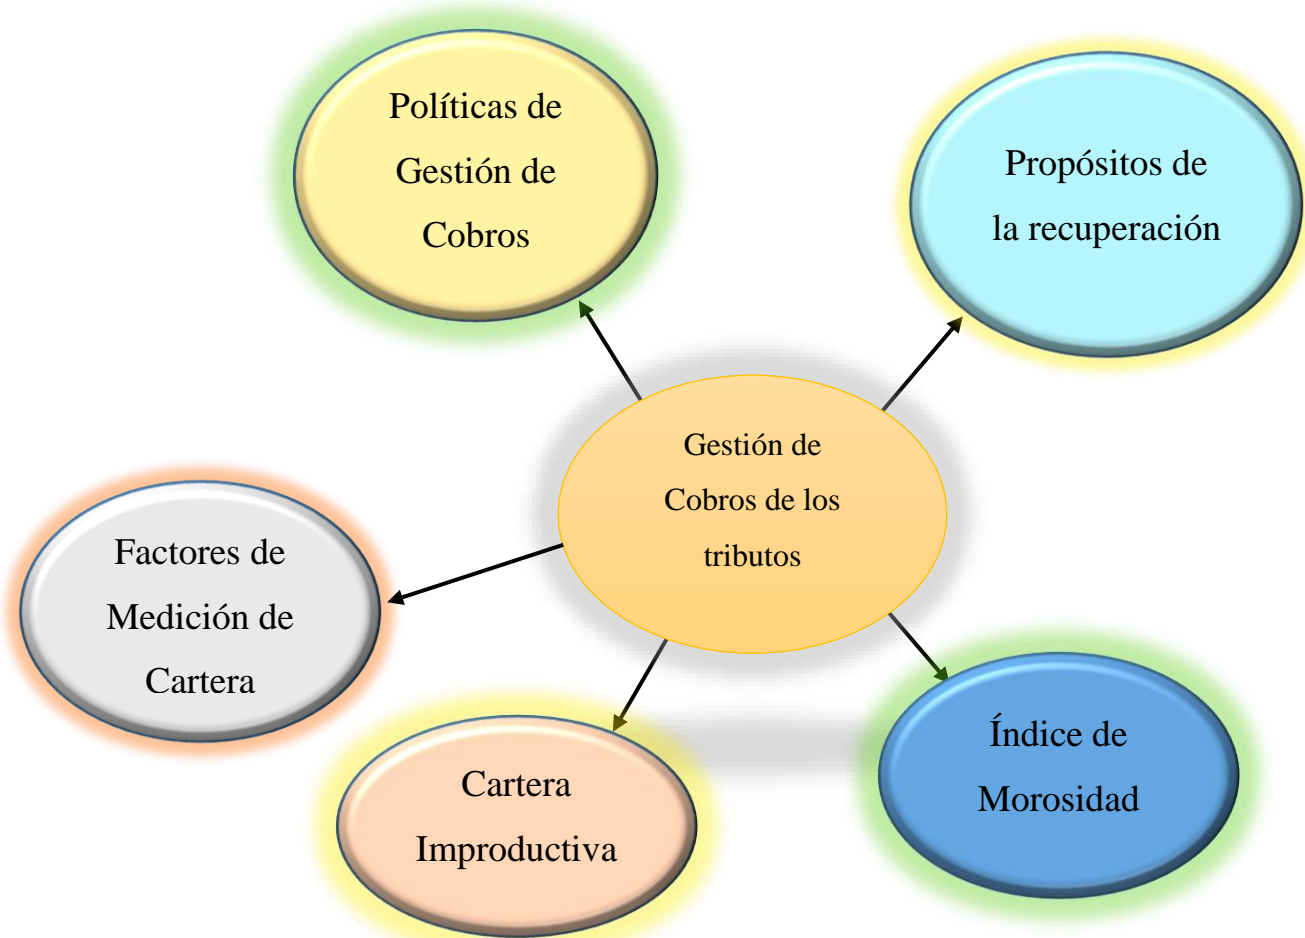 Políticas de
Gestión de
Cobros
Propósitos de
la recuperación
Gestión de
Cobros de los
tributos
Factores de
Medición de
Cartera
Índice de
Morosidad
Cartera
Improductiva